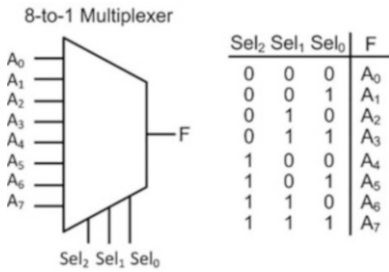 8-to-1 Multiplexer
A₀
A₁
A₂
A₃
A₄
A₅
A₆
A₇
F
Sel₂ Sel₁ Sel₀
Sel₂ Sel₁ Sel₀ F
0 0 0 A₀
0 0 1 A₁
0 1 0 A₂
0 1 1 A₃
1 0 0 A₄
1 0 1 A₅
1 1 0 A₆
1 1 1 A₇